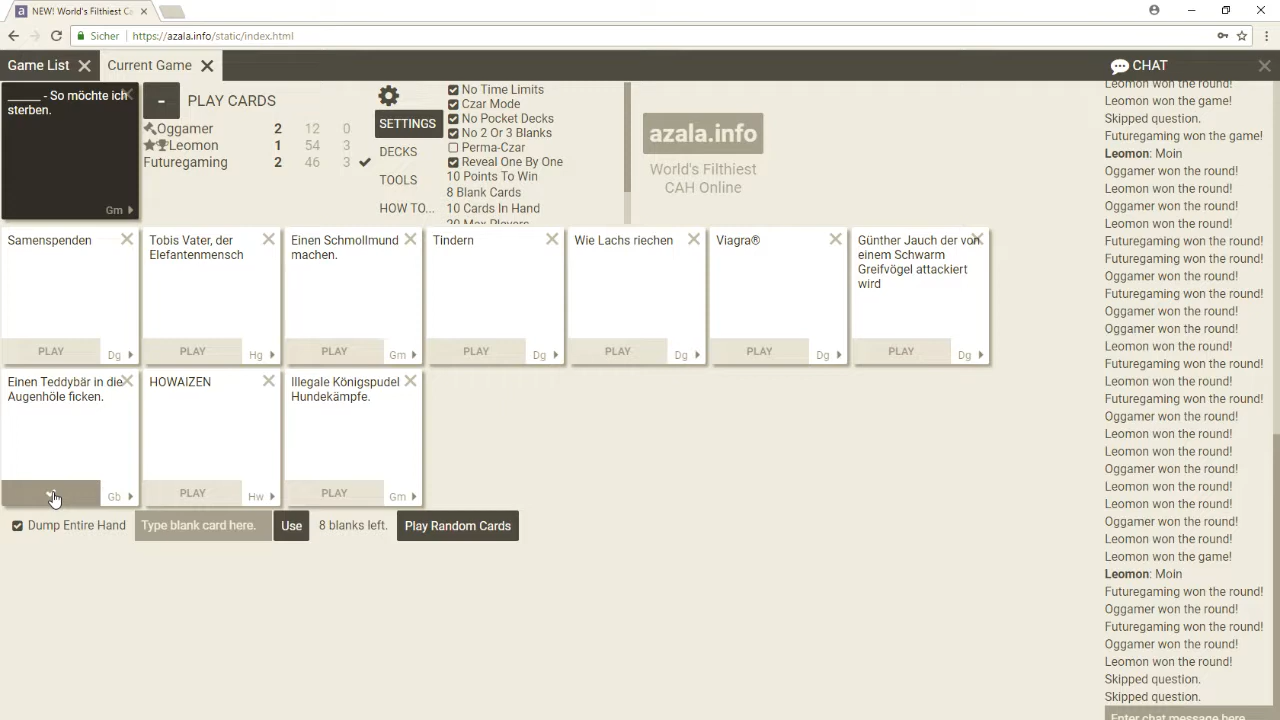 NEW! World's Filthiest C
Sicher
https://azala.info/static/index.html
Game List
Current Game
CHAT
_____ - So möchte ich
sterben.
Gm
-
PLAY CARDS
Oggamer 2 12 0
Leomon 1 54 3
Futuregaming 2 46 3
SETTINGS
DECKS
TOOLS
HOW TO...
No Time Limits
Czar Mode
No Pocket Decks
No 2 Or 3 Blanks
Perma-Czar
Reveal One By One
10 Points To Win
8 Blank Cards
10 Cards In Hand
20 Max Players
azala.info
World's Filthiest
CAH Online
Samenspenden
PLAY
Dg
Tobis Vater, der
Elefantenmensch
PLAY
Hg
Einen Schmollmund
machen.
PLAY
Gm
Tindern
PLAY
Dg
Wie Lachs riechen
PLAY
Dg
Viagra®
PLAY
Dg
Günther Jauch der von
einem Schwarm
Greifvögel attackiert
wird
PLAY
Dg
Einen Teddybär in die
Augenhöle ficken.
Gb
HOWAIZEN
PLAY
Hw
Illegale Königspudel
Hundekämpfe.
PLAY
Gm
Dump Entire Hand
Type blank card here.
Use
8 blanks left.
Play Random Cards
Leomon won the round!
Leomon won the game!
Skipped question.
Futuregaming won the game!
Leomon: Moin
Oggamer won the round!
Leomon won the round!
Oggamer won the round!
Leomon won the round!
Futuregaming won the round!
Futuregaming won the round!
Oggamer won the round!
Futuregaming won the round!
Oggamer won the round!
Oggamer won the round!
Leomon won the round!
Futuregaming won the round!
Leomon won the round!
Futuregaming won the round!
Oggamer won the round!
Leomon won the round!
Leomon won the round!
Oggamer won the round!
Leomon won the round!
Leomon won the round!
Oggamer won the round!
Leomon won the round!
Leomon won the game!
Leomon: Moin
Futuregaming won the round!
Oggamer won the round!
Futuregaming won the round!
Oggamer won the round!
Leomon won the round!
Skipped question.
Skipped question.
Enter chat message here.